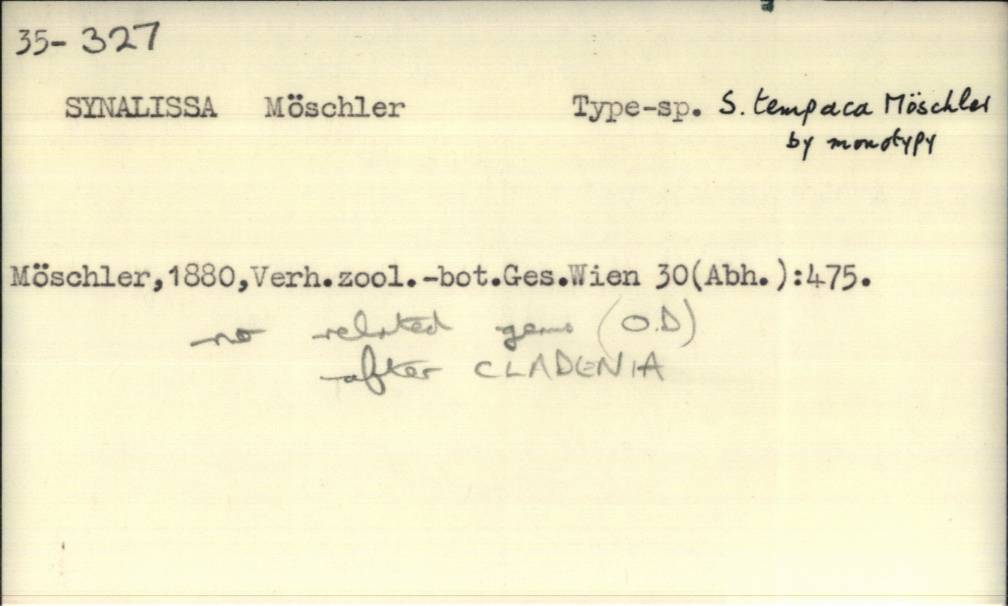 35-327
SYNALISSA Möschler Type-sp. S. tempaca Möschler
by monotypy
Möschler,1880,Verh.zool.-bot.Ges.Wien 30(Abh.):475.
no related genus (O.D)
after CLADENIA